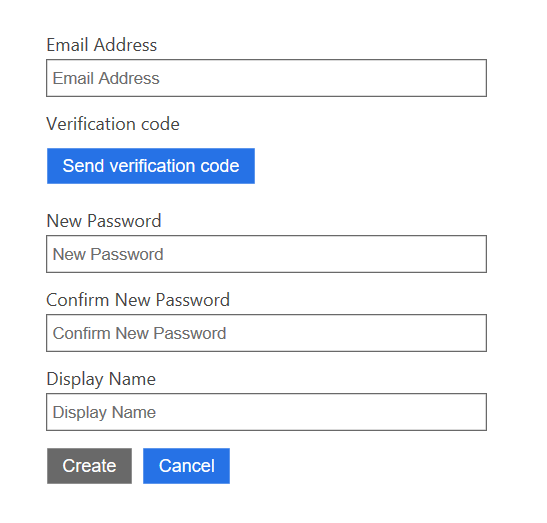 Email Address
Email Address
Verification code
Send verification code
New Password
New Password
Confirm New Password
Confirm New Password
Display Name
Display Name
Create Cancel